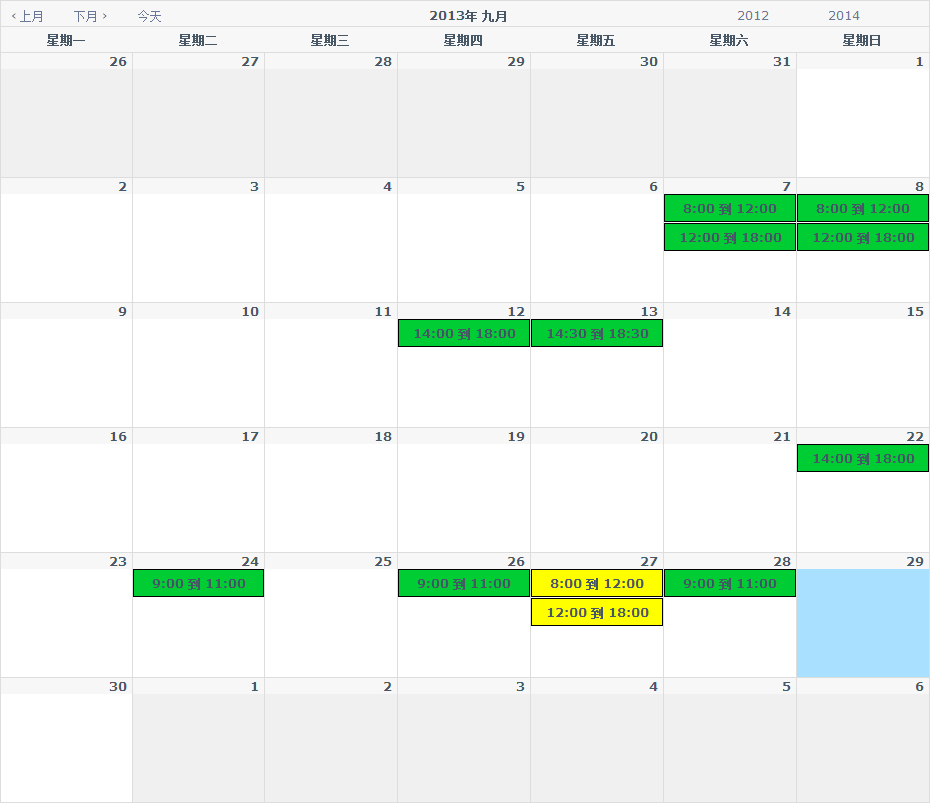 ‹ 上月 下月 › 今天 2013年 九月 2012 2014
星期一 星期二 星期三 星期四 星期五 星期六 星期日
26 27 28 29 30 31 1
2 3 4 5 6 7 8
8:00 到 12:00 8:00 到 12:00
12:00 到 18:00 12:00 到 18:00
9 10 11 12 13 14 15
14:00 到 18:00 14:30 到 18:30
16 17 18 19 20 21 22
14:00 到 18:00
23 24 25 26 27 28 29
9:00 到 11:00 9:00 到 11:00 8:00 到 12:00 9:00 到 11:00
12:00 到 18:00
30 1 2 3 4 5 6